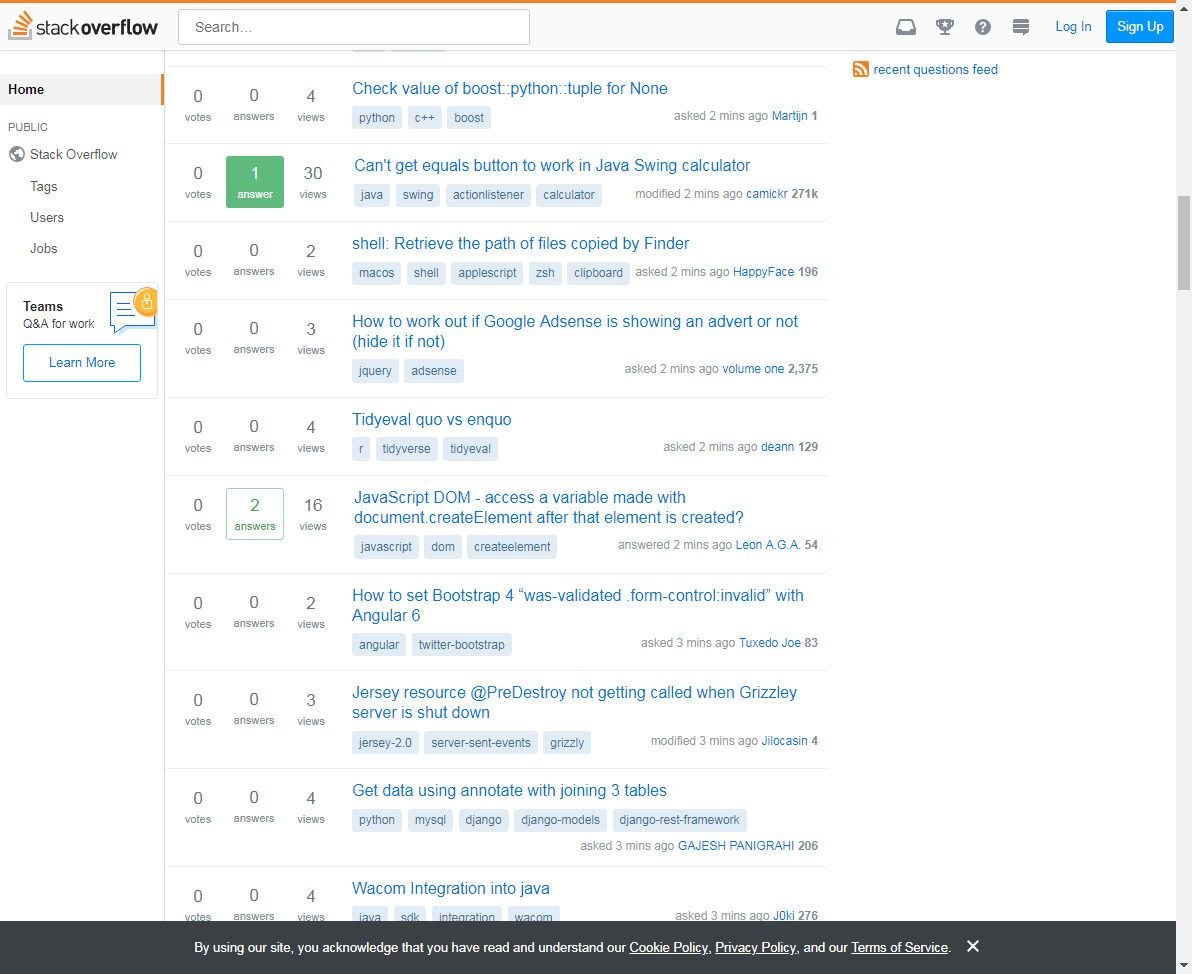 stackoverflow
Search…
?
Log In
Sign Up
Home
PUBLIC
Stack Overflow
Tags
Users
Jobs
Teams
Q&A for work
Learn More
0 votes 0 answers 4 views
Check value of boost::python::tuple for None
python c++ boost
asked 2 mins ago Martijn 1
0 votes 1 answer 30 views
Can't get equals button to work in Java Swing calculator
java swing actionlistener calculator
modified 2 mins ago camickr 271k
0 votes 0 answers 2 views
shell: Retrieve the path of files copied by Finder
macos shell applescript zsh clipboard
asked 2 mins ago HappyFace 196
0 votes 0 answers 3 views
How to work out if Google Adsense is showing an advert or not
(hide it if not)
jquery adsense
asked 2 mins ago volume one 2,375
0 votes 0 answers 4 views
Tidyeval quo vs enquo
r tidyverse tidyeval
asked 2 mins ago deann 129
0 votes 2 answers 16 views
JavaScript DOM - access a variable made with
document.createElement after that element is created?
javascript dom createelement
answered 2 mins ago Leon A.G.A. 54
0 votes 0 answers 2 views
How to set Bootstrap 4 “was-validated .form-control:invalid” with
Angular 6
angular twitter-bootstrap
asked 3 mins ago Tuxedo Joe 83
0 votes 0 answers 3 views
Jersey resource @PreDestroy not getting called when Grizzley
server is shut down
jersey-2.0 server-sent-events grizzly
modified 3 mins ago Jilocasin 4
0 votes 0 answers 4 views
Get data using annotate with joining 3 tables
python mysql django django-models django-rest-framework
asked 3 mins ago GAJESH PANIGRAHI 206
0 votes 0 answers 4 views
Wacom Integration into java
java sdk integration wacom
asked 3 mins ago J0ki 276
recent questions feed
By using our site, you acknowledge that you have read and understand our Cookie Policy, Privacy Policy, and our Terms of Service.